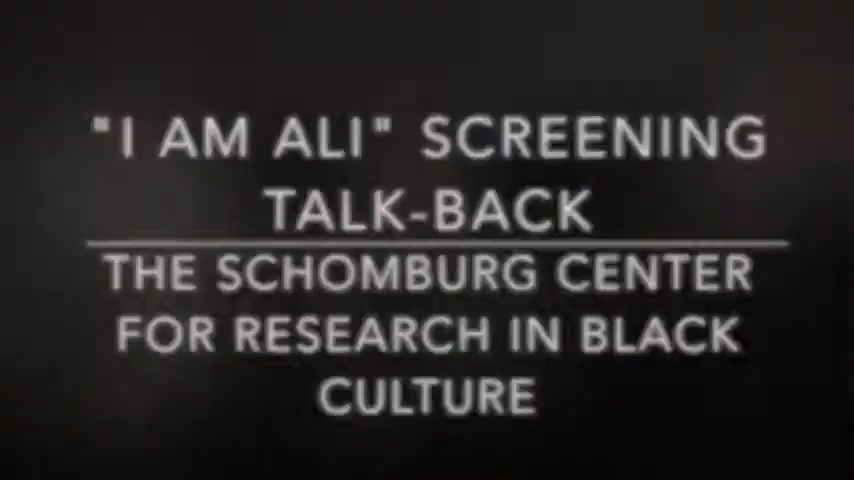 "I AM ALI" SCREENING
TALK-BACK
THE SCHOMBURG CENTER
FOR RESEARCH IN BLACK
CULTURE